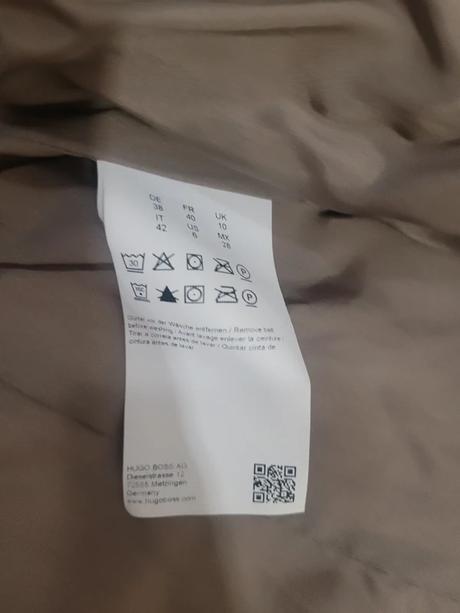 DE FR UK
38 40 10
IT US MX
42 6 28
30 P
P
Gürtel vor der Wäsche entfernen / Remove belt
before washing / Avant lavage enlever la ceinture /
Tirar a correia antes de lavar / Quintar cinta de
cintura antes de lavar
HUGO BOSS AG
Dieselstrasse 12
72555 Metzingen
Germany
www.hugoboss.com